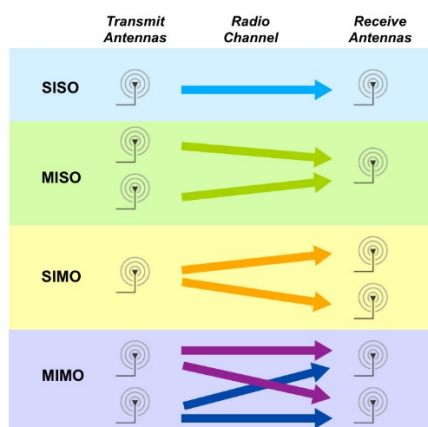 Transmit Antennas
Radio Channel
Receive Antennas
SISO
MISO
SIMO
MIMO